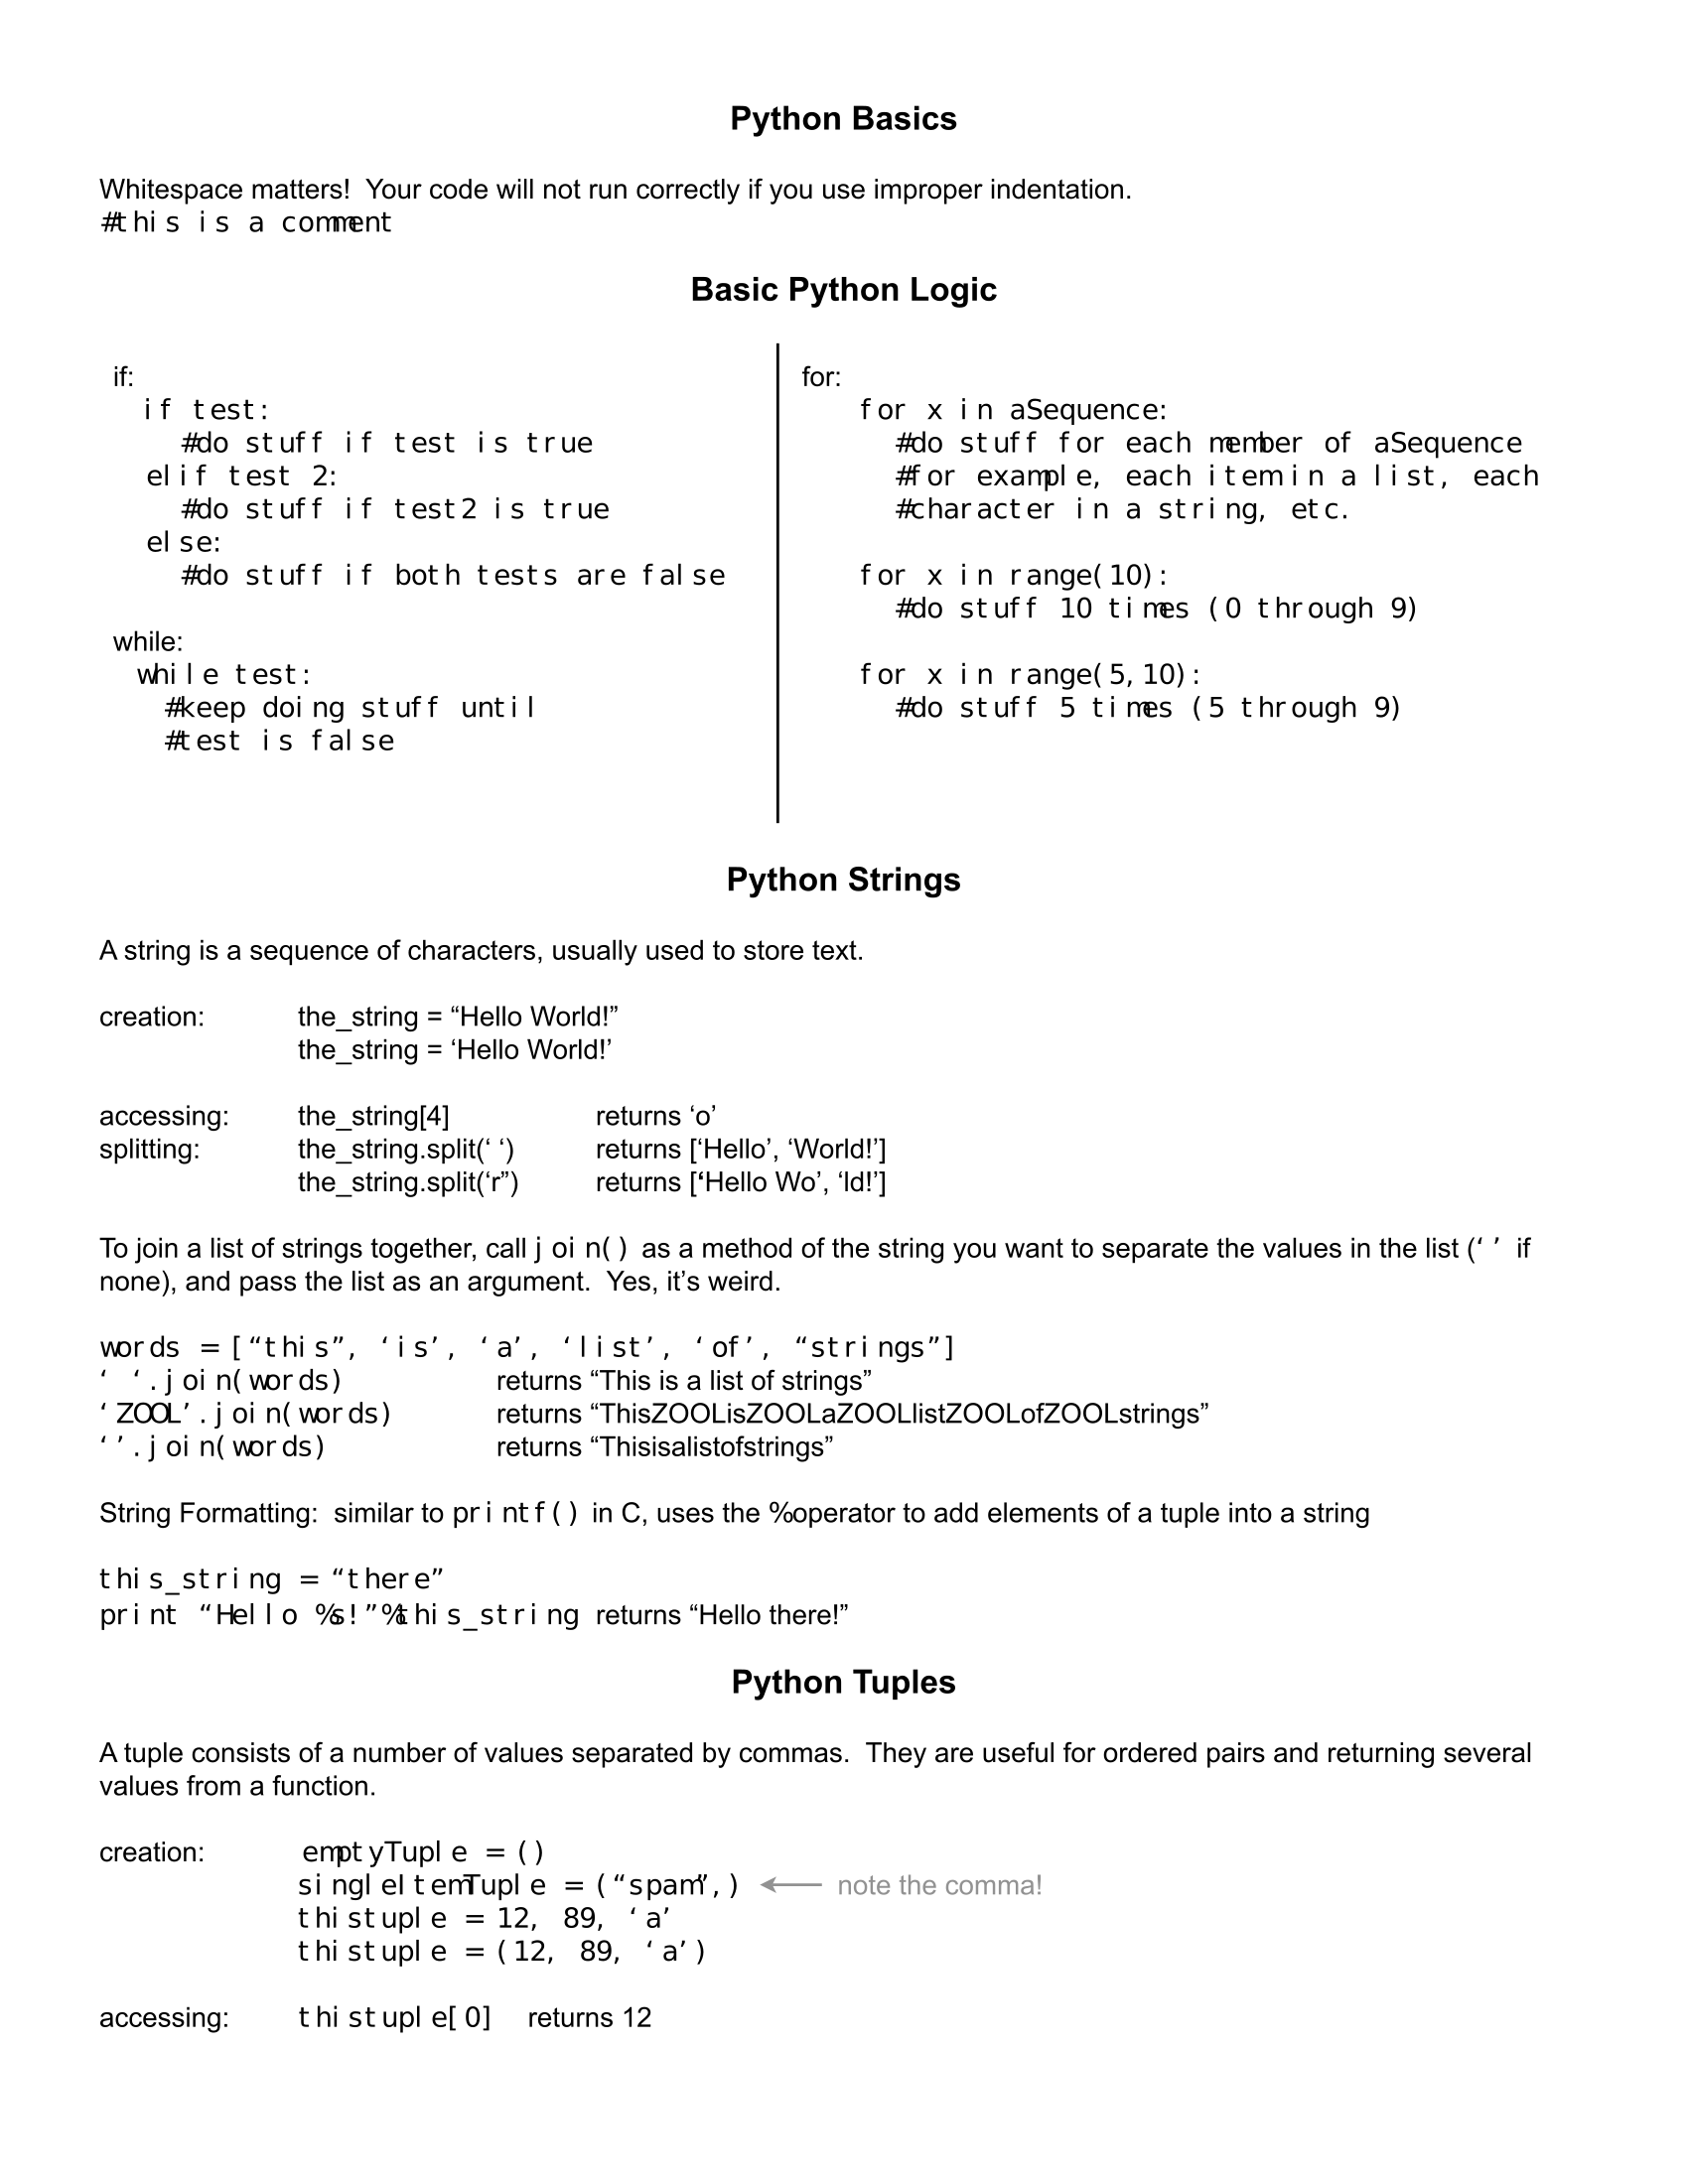 Python Basics
Whitespace matters!  Your code will not run correctly if you use improper indentation.
#this is a comment
Basic Python Logic
if:
if test:
#do stuff if test is true
elif test 2:
#do stuff if test2 is true
else:
#do stuff if both tests are false
while:
while test:
#keep doing stuff until
#test is false
for:
for x in aSequence:
#do stuff for each member of aSequence
#for example, each item in a list, each
#character in a string, etc.
for x in range(10):
#do stuff 10 times (0 through 9)
for x in range(5,10):
#do stuff 5 times (5 through 9)
Python Strings
A string is a sequence of characters, usually used to store text.
creation: the_string = “Hello World!”
the_string = ‘Hello World!’
accessing: the_string[4] returns ‘o’
splitting: the_string.split(‘ ‘) returns [‘Hello’, ‘World!’]
the_string.split(‘r”) returns [‘Hello Wo’, ‘ld!’]
To join a list of strings together, call join() as a method of the string you want to separate the values in the list (‘’ if
none), and pass the list as an argument.  Yes, it’s weird.
words = [“this”, ‘is’, ‘a’, ‘list’, ‘of’, “strings”]
‘ ‘.join(words) returns “This is a list of strings”
‘ZOOL’.join(words) returns “ThisZOOLisZOOLaZOOLlistZOOLofZOOLstrings”
‘’.join(words) returns “Thisisalistofstrings”
String Formatting:  similar to printf() in C, uses the % operator to add elements of a tuple into a string
this_string = “there”
print “Hello %s!”%this_string returns “Hello there!”
Python Tuples
A tuple consists of a number of values separated by commas.  They are useful for ordered pairs and returning several
values from a function.
creation: emptyTuple = ()
singleItemTuple = (“spam”,) note the comma!
thistuple = 12, 89, ‘a’
thistuple = (12, 89, ‘a’)
accessing: thistuple[0] returns 12